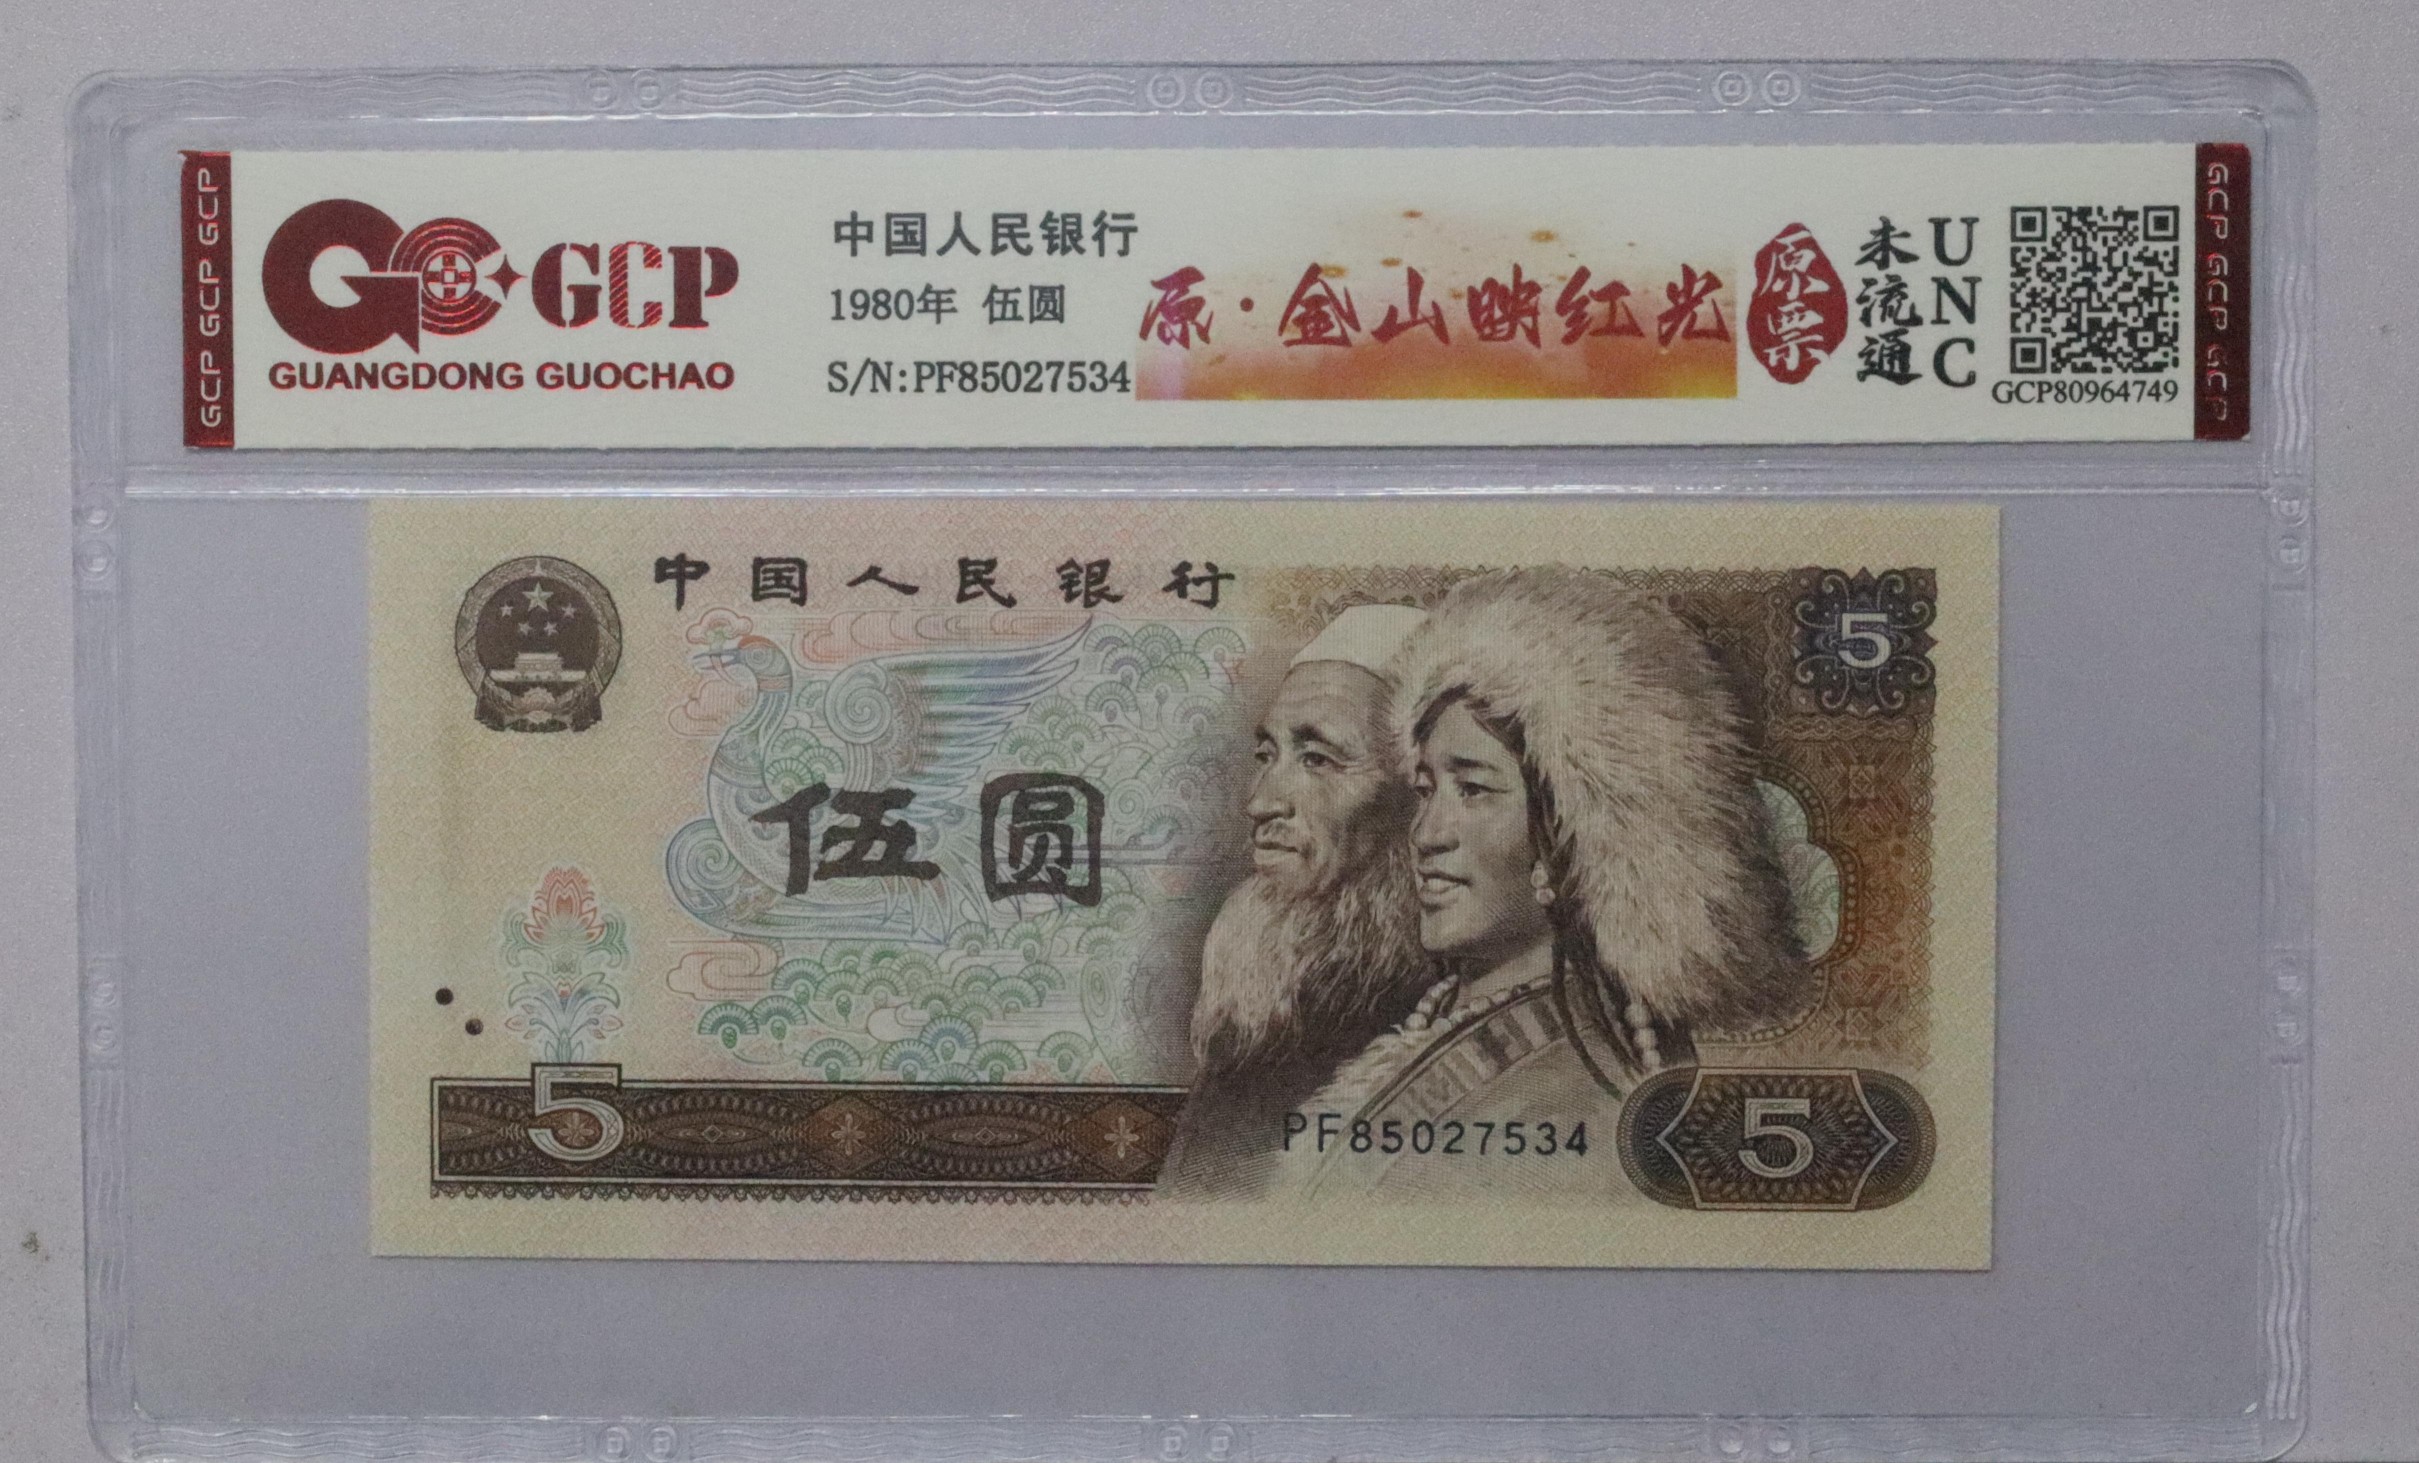 GCP GCP GCP
GCP
GUANGDONG GUOCHAO
中国人民银行
1980年 伍圆
S/N:PF85027534
原·金山映红光
原票
未流通
UNC
GCP80964749
GCP GCP GCP
中国人民银行
5
伍圆
5
PF85027534
5